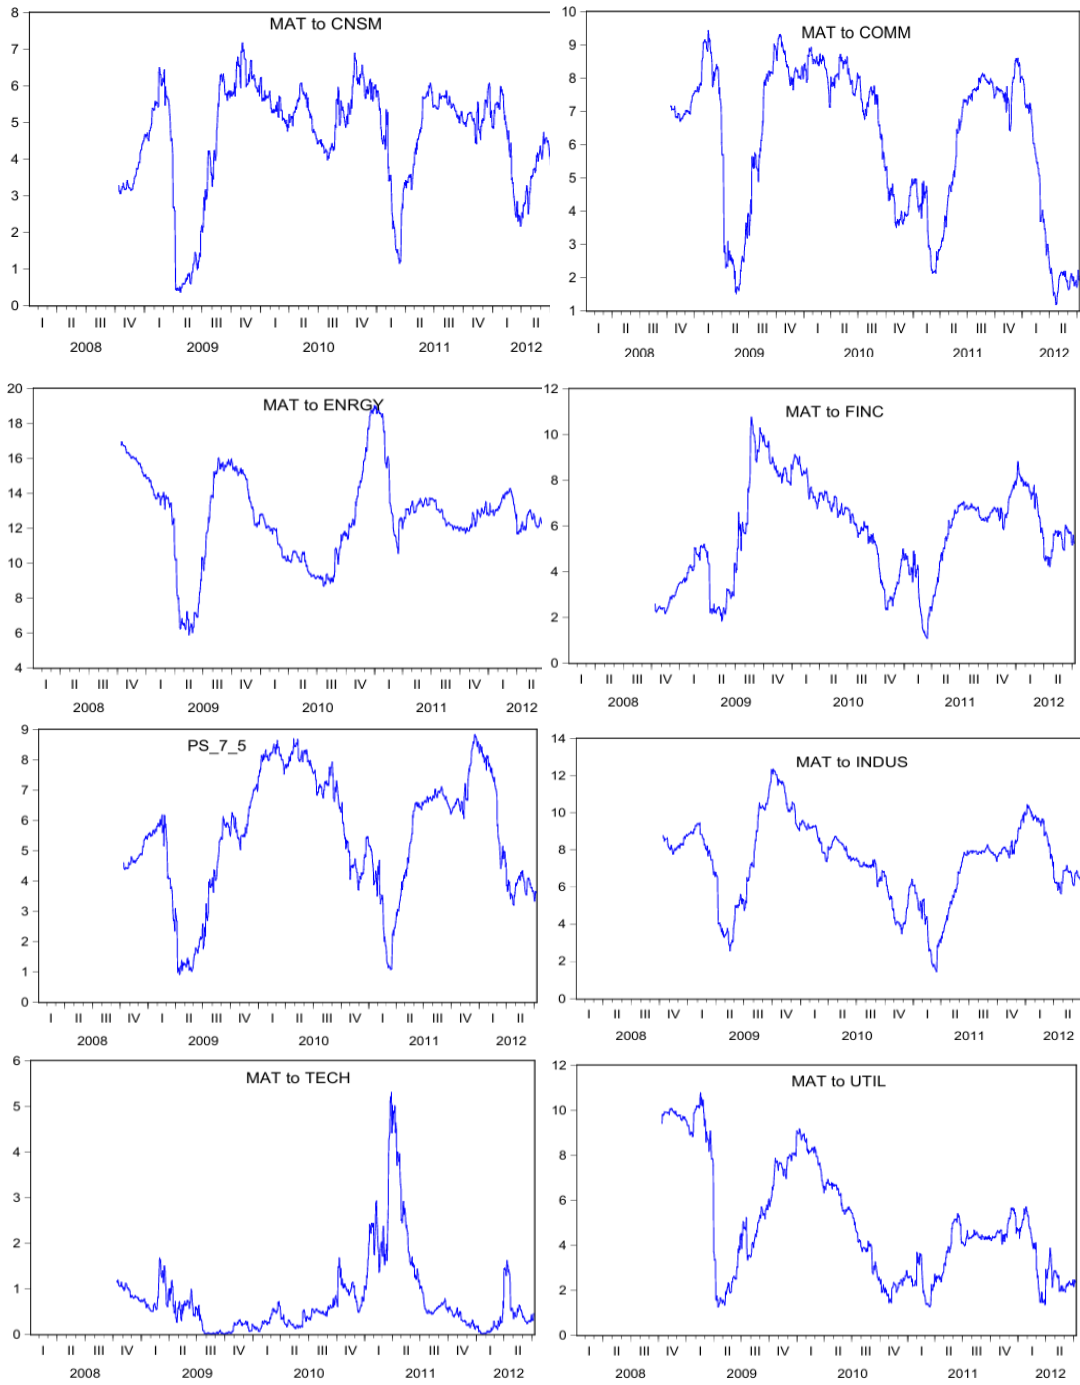 MAT to CNSM
8
7
6
5
4
3
2
1
0
I II III IV I II III IV I II III IV I II III IV I II
2008 2009 2010 2011 2012
MAT to COMM
10
9
8
7
6
5
4
3
2
1
I II III IV I II III IV I II III IV I II III IV I II
2008 2009 2010 2011 2012
MAT to ENRGY
20
18
16
14
12
10
8
6
4
I II III IV I II III IV I II III IV I II III IV I II
2008 2009 2010 2011 2012
MAT to FINC
12
10
8
6
4
2
0
I II III IV I II III IV I II III IV I II III IV I II
2008 2009 2010 2011 2012
PS_7_5
9
8
7
6
5
4
3
2
1
0
I II III IV I II III IV I II III IV I II III IV I II
2008 2009 2010 2011 2012
MAT to INDUS
14
12
10
8
6
4
2
0
I II III IV I II III IV I II III IV I II III IV I II
2008 2009 2010 2011 2012
MAT to TECH
6
5
4
3
2
1
0
I II III IV I II III IV I II III IV I II III IV I II
2008 2009 2010 2011 2012
MAT to UTIL
12
10
8
6
4
2
0
I II III IV I II III IV I II III IV I II III IV I II
2008 2009 2010 2011 2012